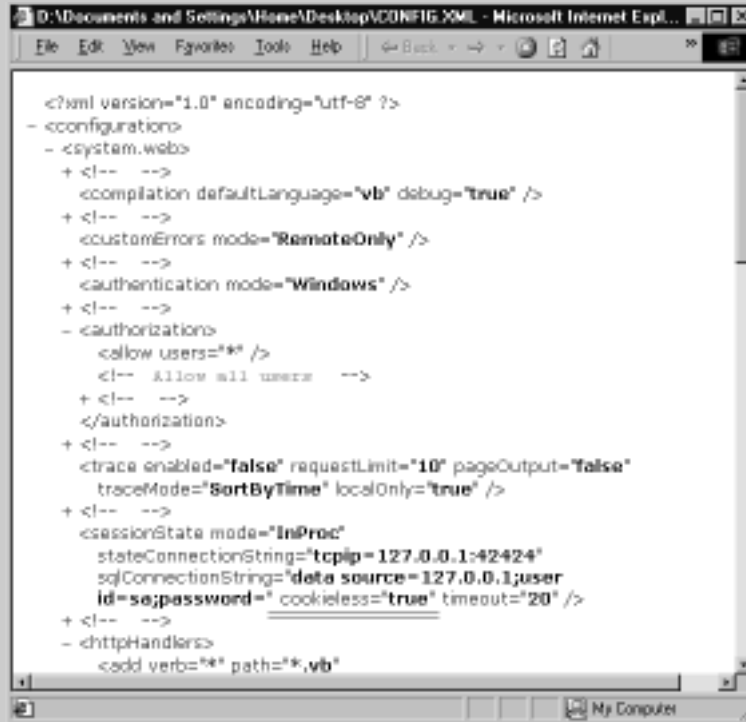 D:\Documents and Settings\Home\Desktop\CONFIG.XML - Microsoft Internet Expl...
File Edit View Favorites Tools Help Back »
<?xml version="1.0" encoding="utf-8" ?>
- <configuration>
- <system.web>
+ <!-- -->
<compilation defaultLanguage="vb" debug="true" />
+ <!-- -->
<customErrors mode="RemoteOnly" />
+ <!-- -->
<authentication mode="Windows" />
+ <!-- -->
- <authorization>
<allow users="*" />
<!-- Allow all users -->
+ <!-- -->
</authorization>
+ <!-- -->
<trace enabled="false" requestLimit="10" pageOutput="false"
traceMode="SortByTime" localOnly="true" />
+ <!-- -->
<sessionState mode="InProc"
stateConnectionString="tcpip=127.0.0.1:42424"
sqlConnectionString="data source=127.0.0.1;user
id=sa;password=" cookieless="true" timeout="20" />
+ <!-- -->
- <httpHandlers>
<add verb="*" path="*.vb"
My Computer